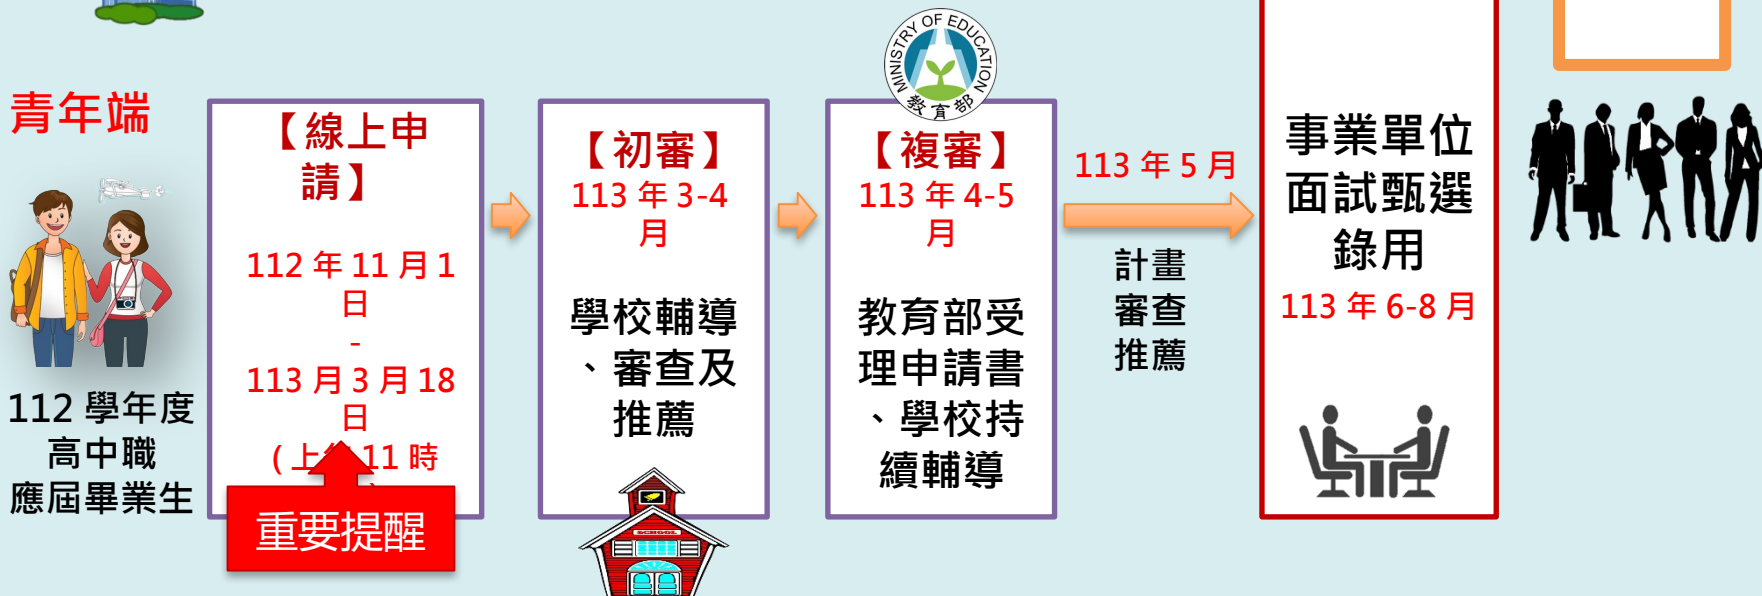 青年端
112 學年度
高中職
應屆畢業生
【線上申
請】
112 年 11 月 1
日
-
113 月 3 月 18
日
(上午 11 時
重要提醒
【初審】
113 年 3-4
月
學校輔導
、審查及
推薦
SCHOOL
MINISTRY OF EDUCATION
教育部
【複審】
113 年 4-5
月
教育部受
理申請書
、學校持
續輔導
113 年 5 月
計畫
審查
推薦
事業單位
面試甄選
錄用
113 年 6-8 月